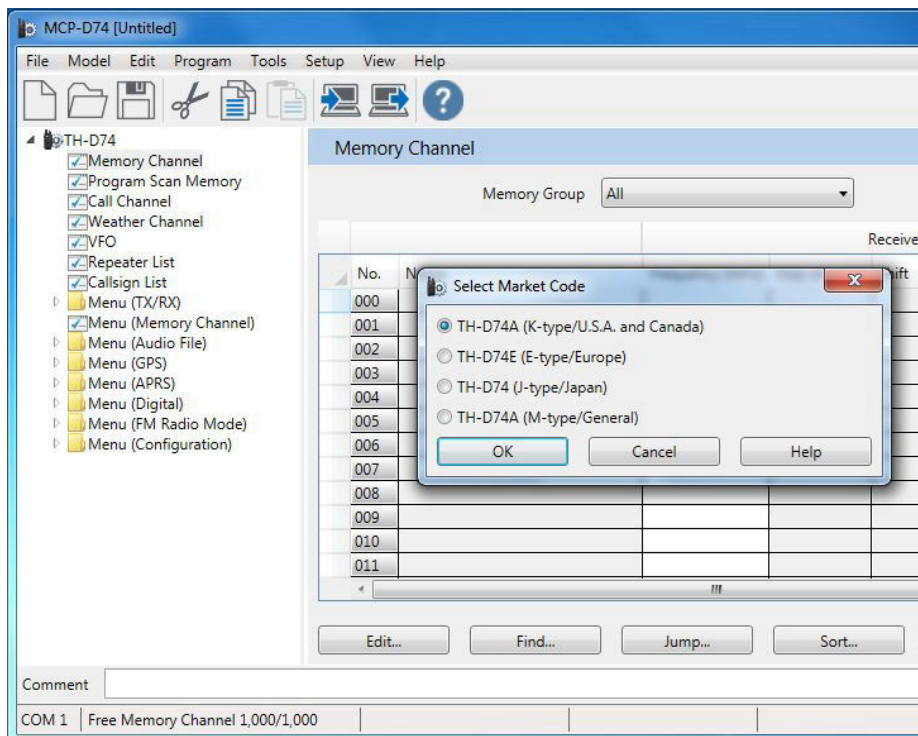 MCP-D74 [Untitled]
File Model Edit Program Tools Setup View Help
TH-D74
Memory Channel
Program Scan Memory
Call Channel
Weather Channel
VFO
Repeater List
Callsign List
Menu (TX/RX)
Menu (Memory Channel)
Menu (Audio File)
Menu (GPS)
Menu (APRS)
Menu (Digital)
Menu (FM Radio Mode)
Menu (Configuration)
Memory Channel
Memory Group All
Receive
No.
000
001
002
003
004
005
006
007
008
009
010
011
Select Market Code
TH-D74A (K-type/U.S.A. and Canada)
TH-D74E (E-type/Europe)
TH-D74 (J-type/Japan)
TH-D74A (M-type/General)
OK Cancel Help
Edit... Find... Jump... Sort...
Comment
COM 1 Free Memory Channel 1,000/1,000